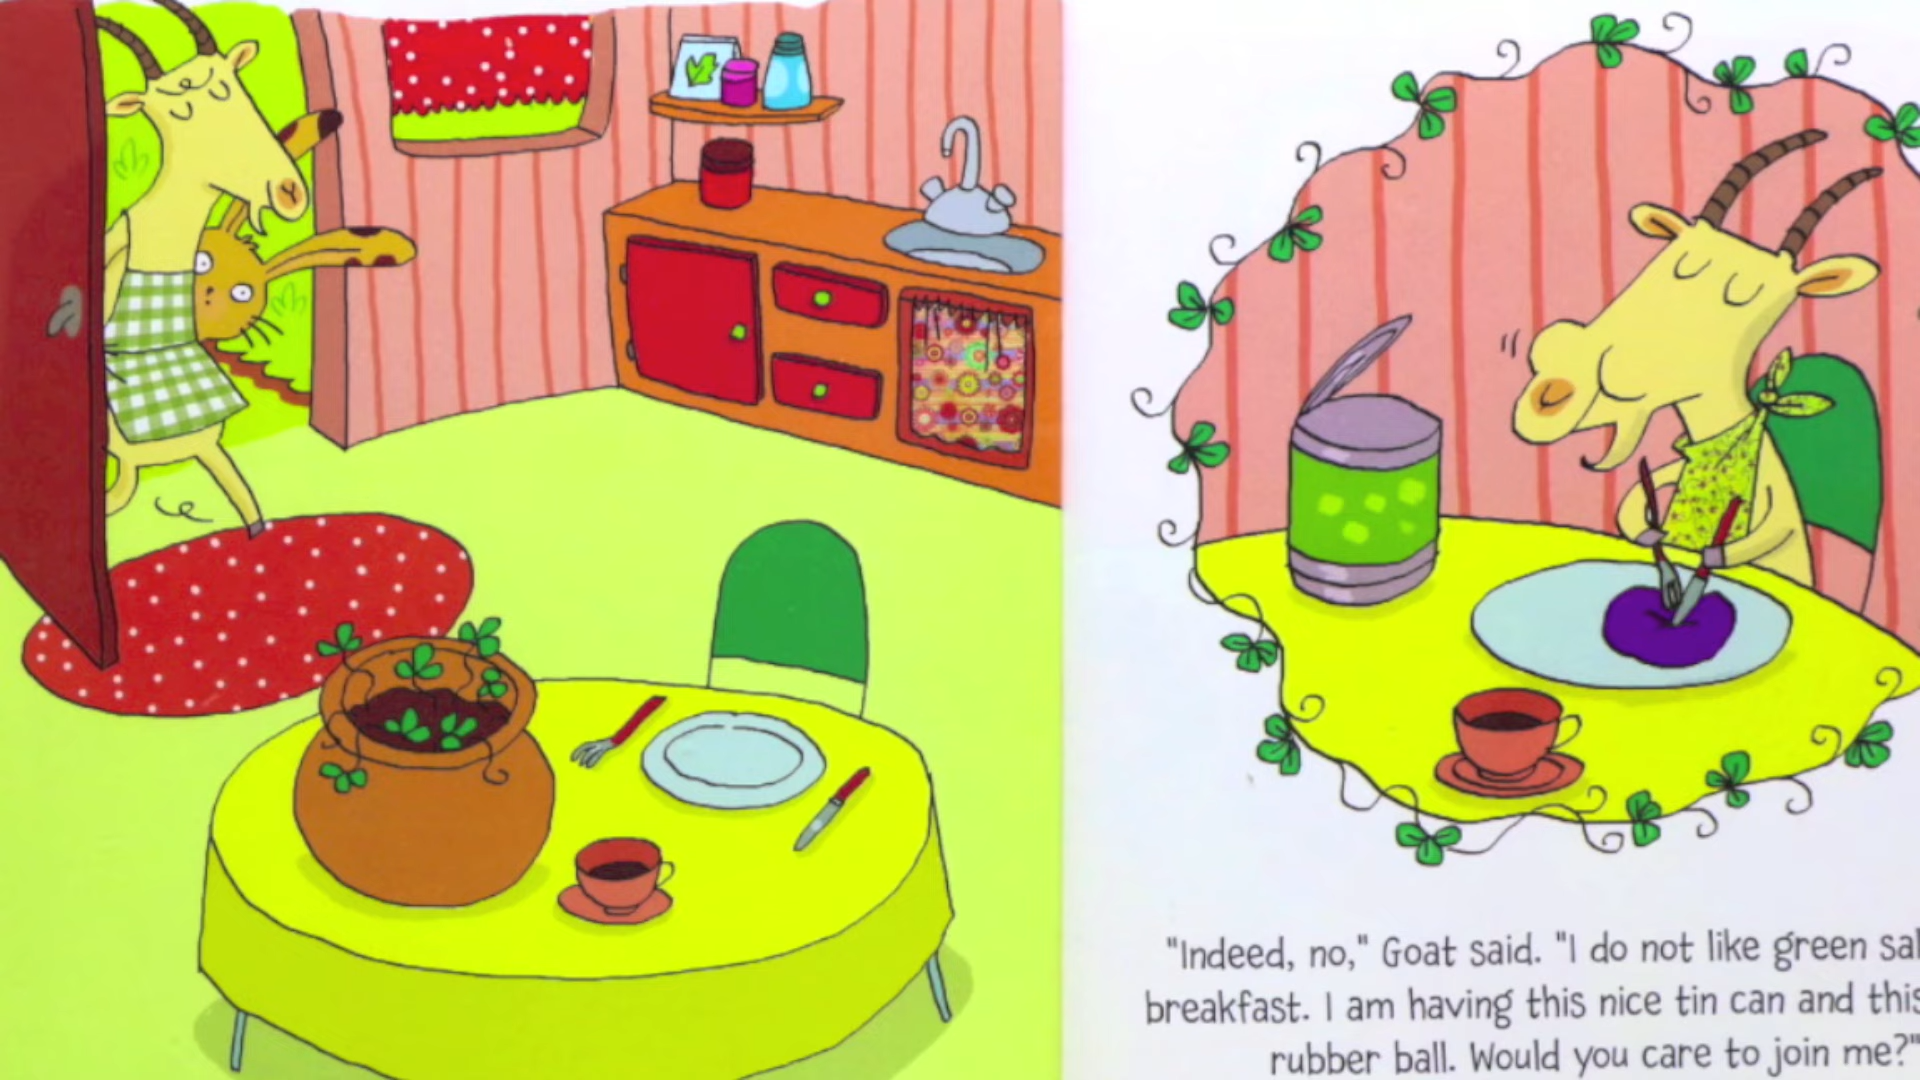 "Indeed, no," Goat said. "I do not like green
breakfast. I am having this nice tin can and this
rubber ball. Would you care to join me?"